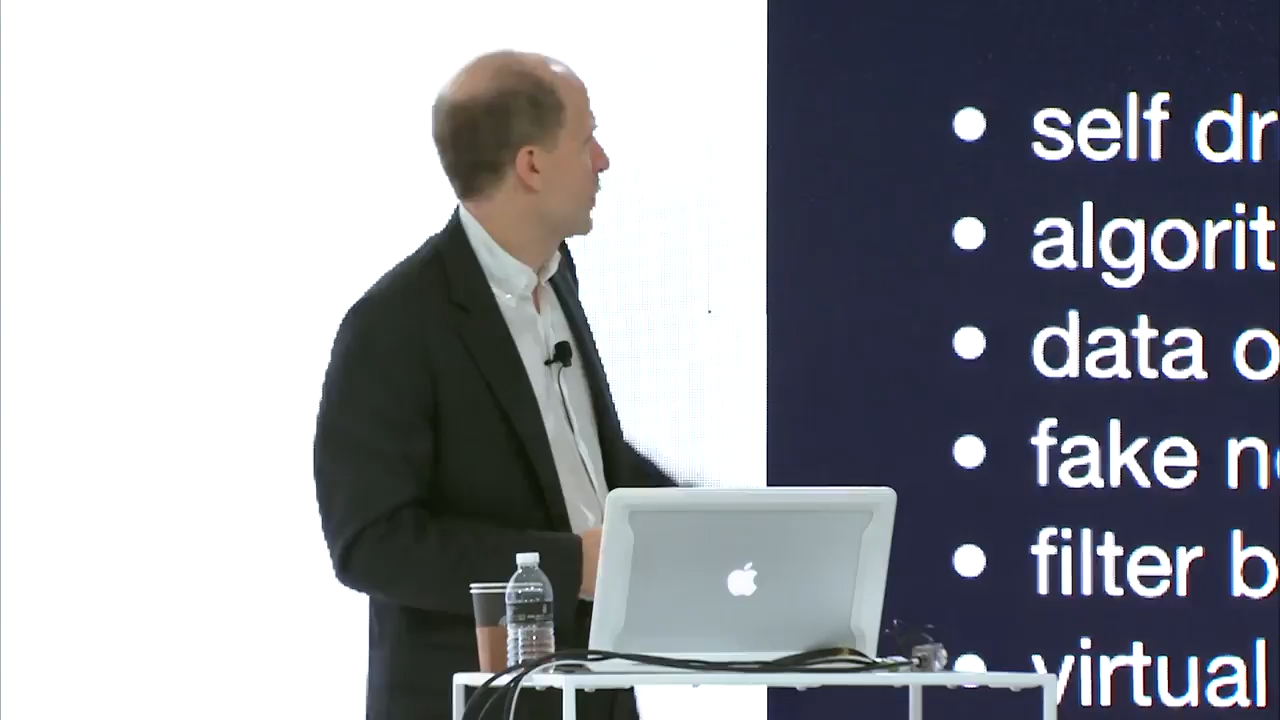 • self dr
• algorit
• data o
• fake n
• filter b
• virtual